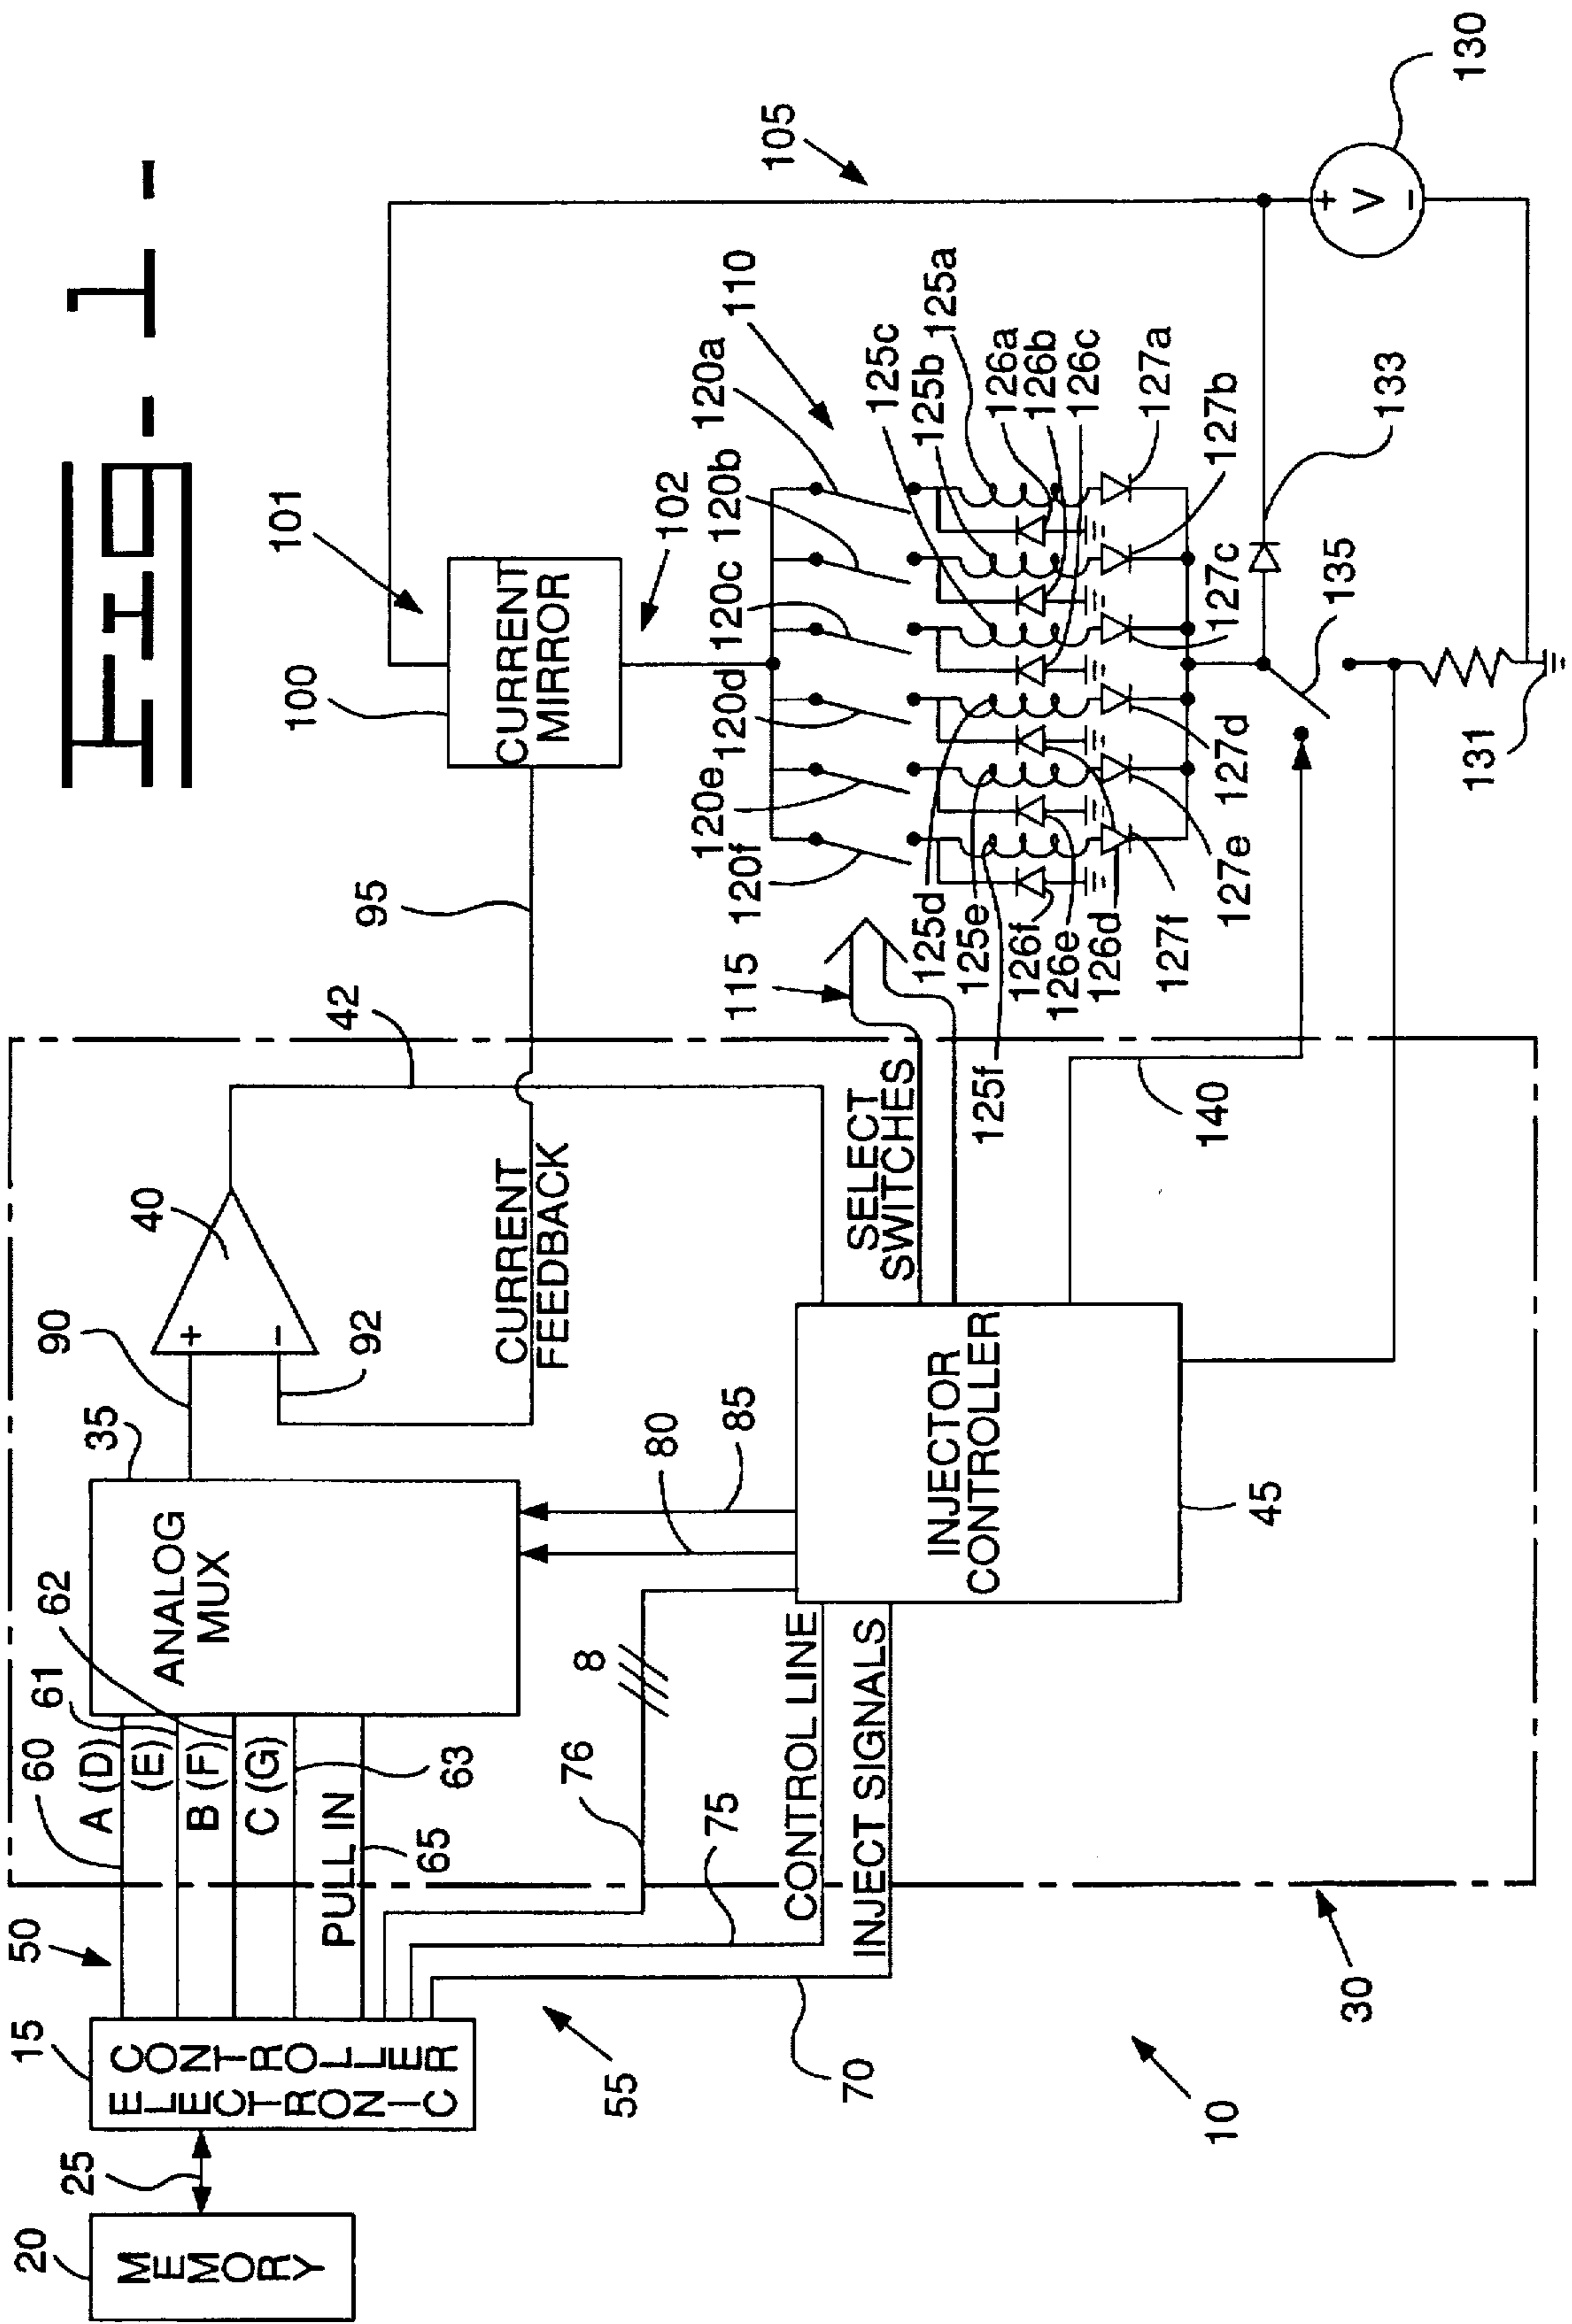 FIG - 1 -
20
MEMORY
25
15
ELECTRONIC
CONTROLLER
50
55
60
A (D)
61
(E)
62
B (F)
C (G)
63
PULL IN
65
76
8
75
CONTROL LINE
INJECT SIGNALS
70
10
30
35
ANALOG
MUX
80
85
90
92
40
42
CURRENT
FEEDBACK
INJECTOR
CONTROLLER
45
SELECT
SWITCHES
115
140
95
100
101
CURRENT
MIRROR
102
105
110
120a
120b
120c
120d
120e
120f
125a
125b
125c
125d
125e
125f
126a
126b
126c
126d
126e
126f
127a
127b
127c
127d
127e
127f
133
135
131
130
+
V
-
+
-